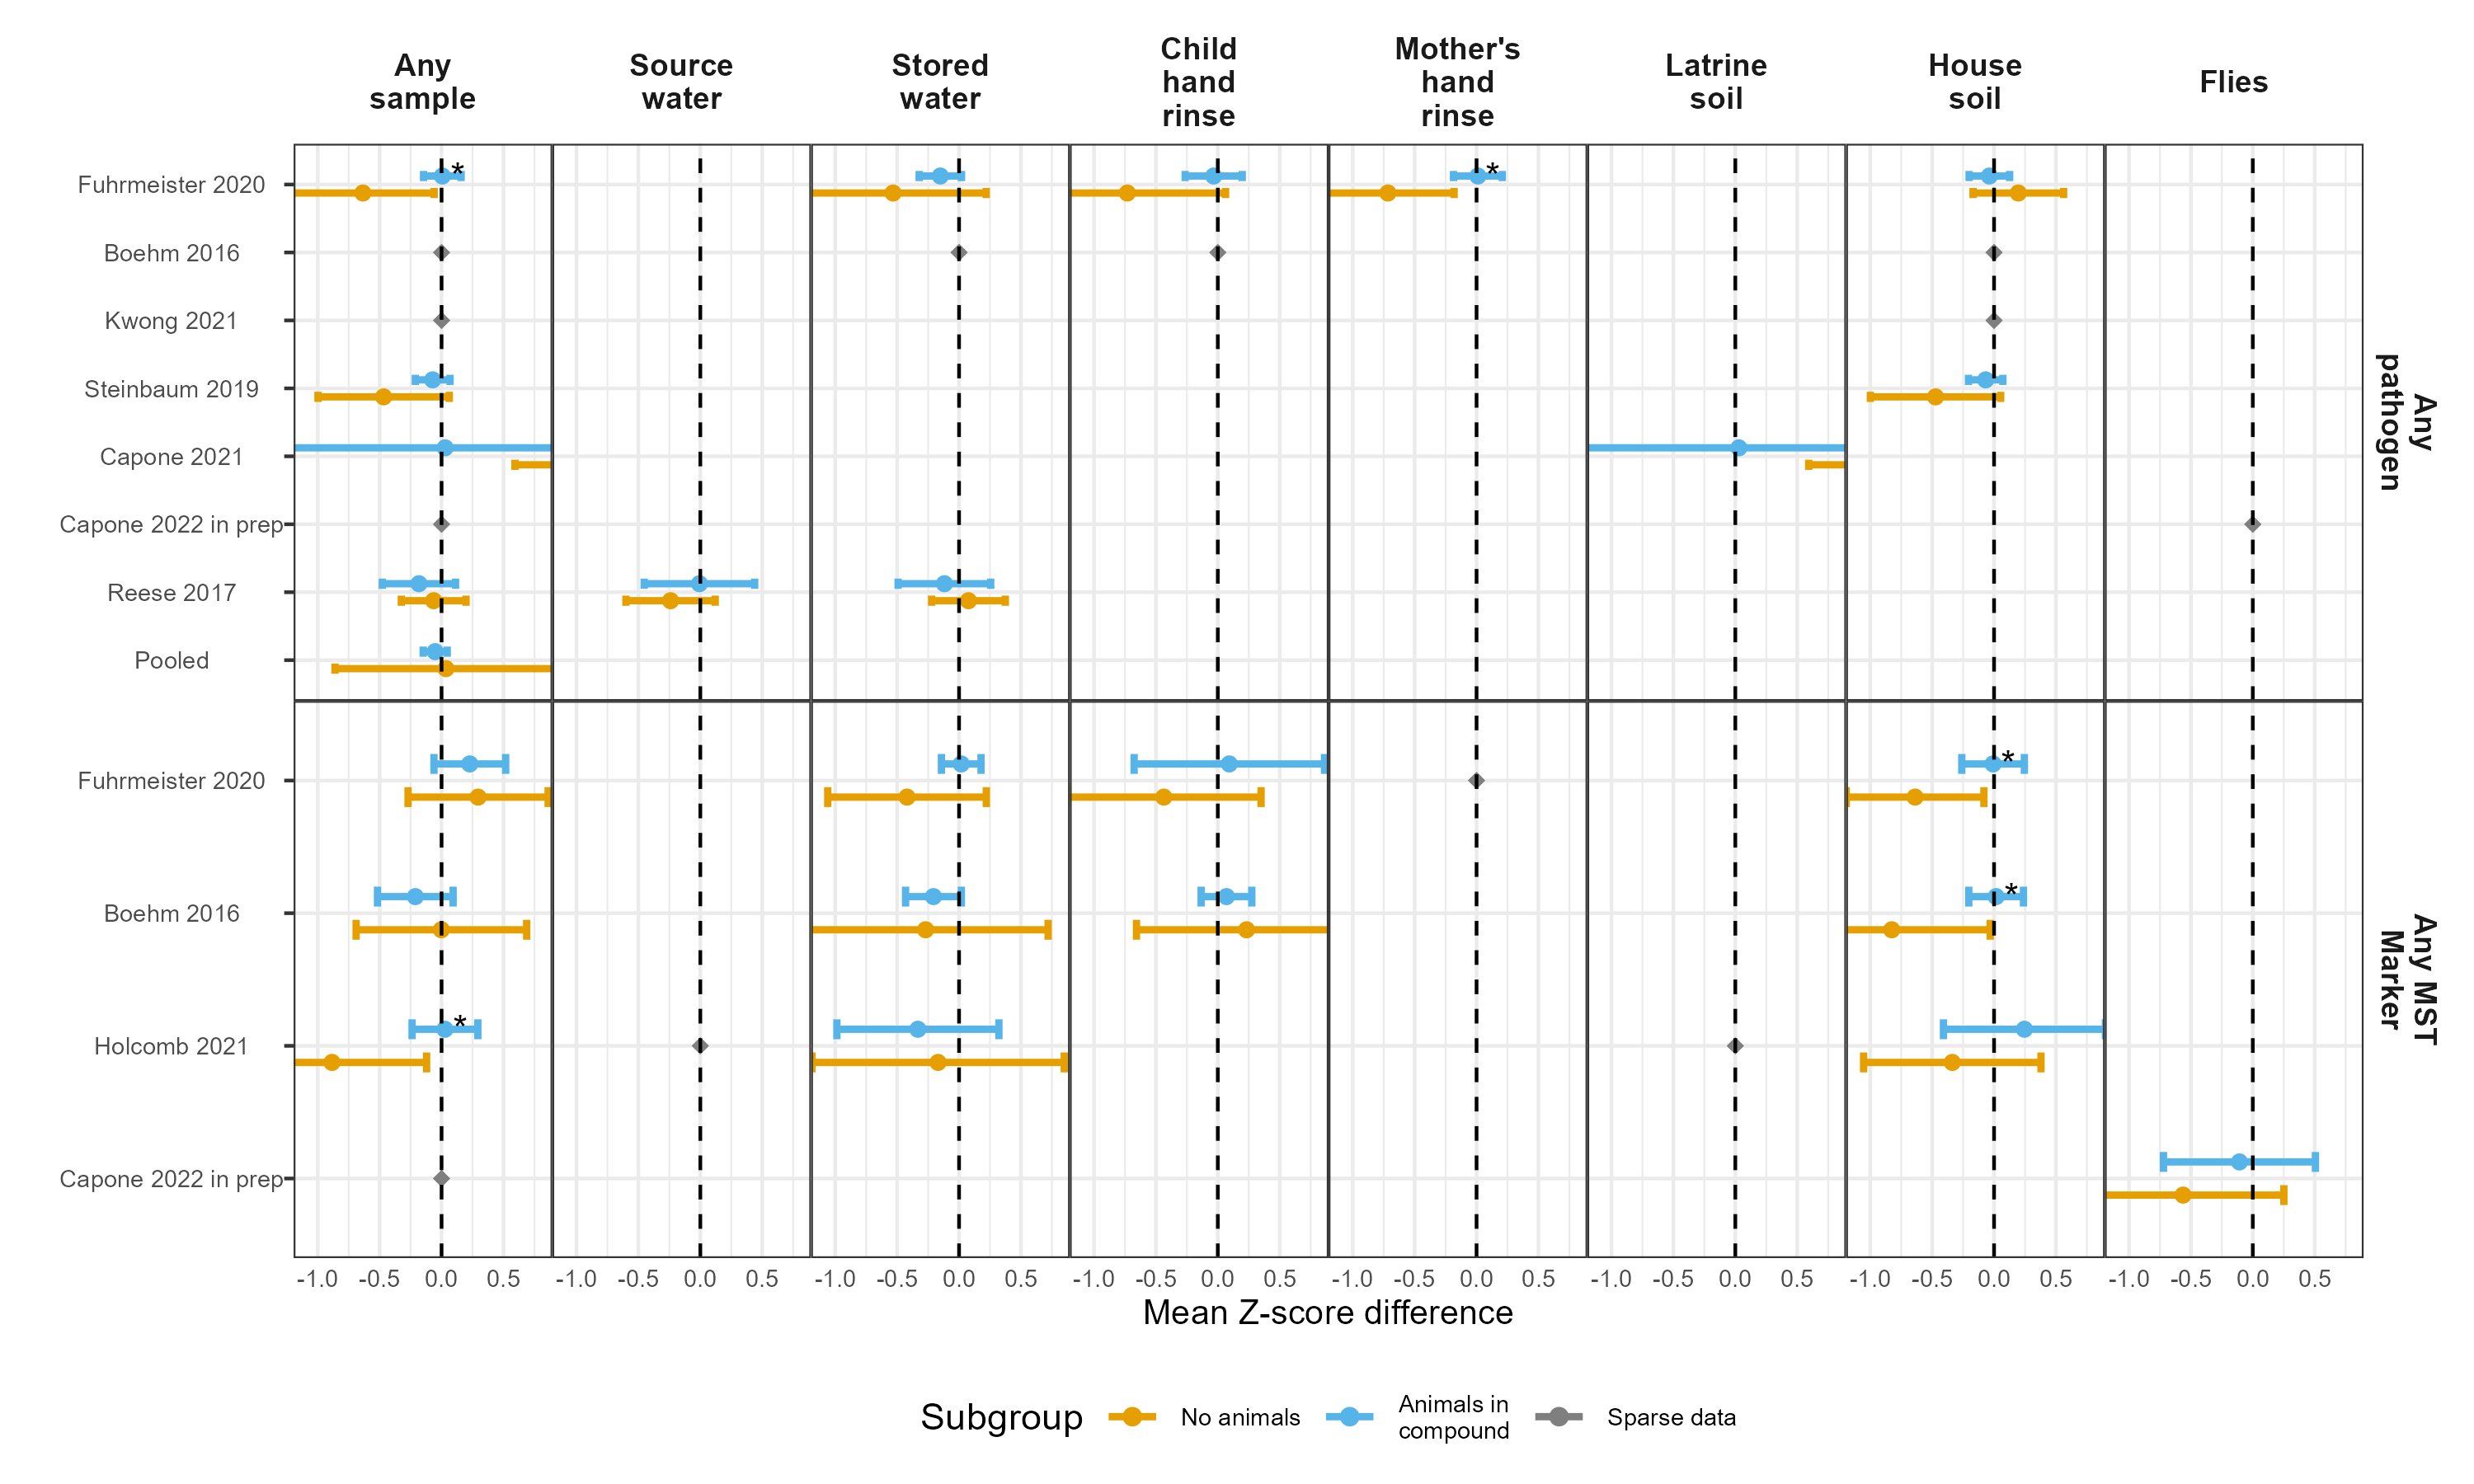 Any
sample
Source
water
Stored
water
Child
hand
rinse
Mother's
hand
rinse
Latrine
soil
House
soil
Flies
Fuhrmeister 2020
Boehm 2016
Kwong 2021
Steinbaum 2019
Capone 2021
Capone 2022 in prep
Reese 2017
Pooled
*
*
Any
pathogen
Fuhrmeister 2020
Boehm 2016
Holcomb 2021
Capone 2022 in prep
*
*
*
Any MST
Marker
-1.0 -0.5 0.0 0.5 -1.0 -0.5 0.0 0.5 -1.0 -0.5 0.0 0.5 -1.0 -0.5 0.0 0.5 -1.0 -0.5 0.0 0.5 -1.0 -0.5 0.0 0.5 -1.0 -0.5 0.0 0.5 -1.0 -0.5 0.0 0.5
Mean Z-score difference
Subgroup
No animals
Animals in
compound
Sparse data